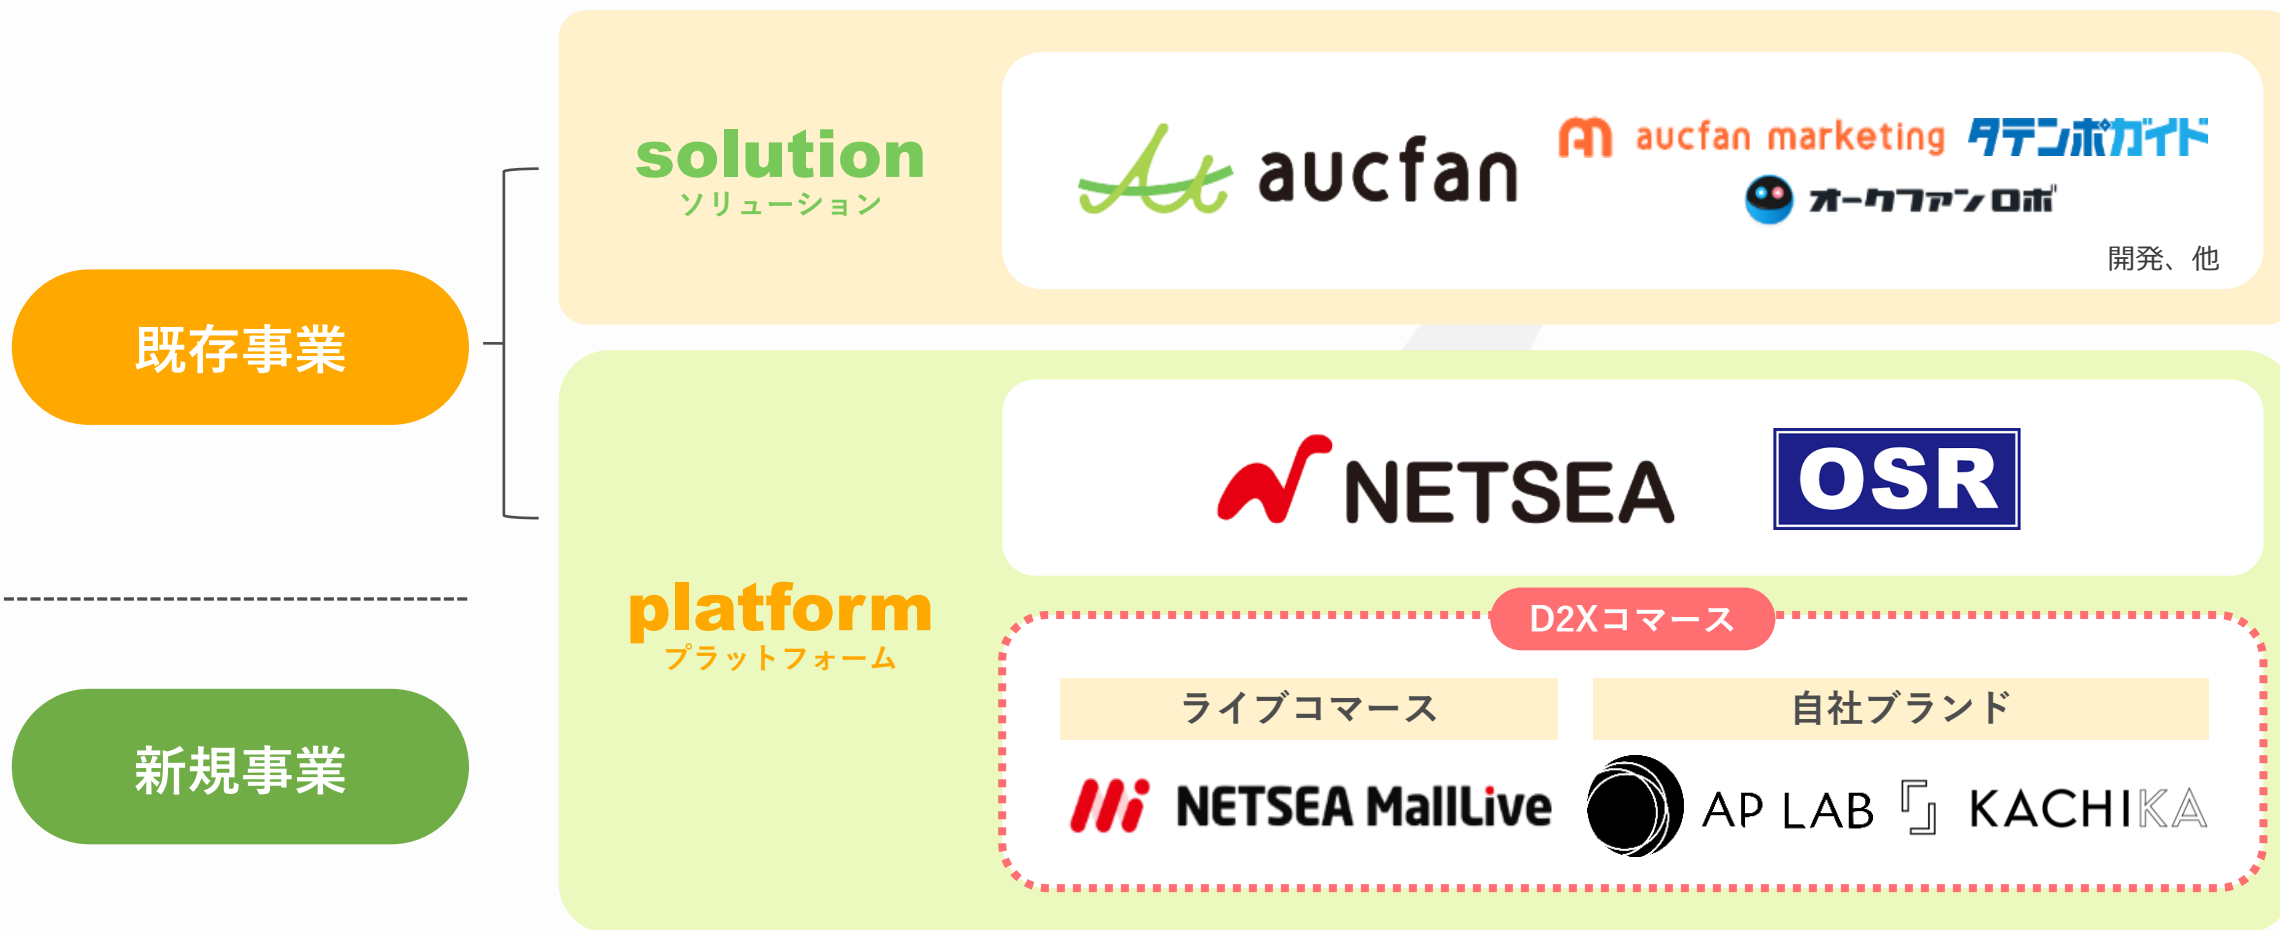 既存事業
新規事業
solution
ソリューション
aucfan
aucfan marketing
タテンポガイド
オークファンロボ
開発、他
platform
プラットフォーム
NETSEA
OSR
D2Xコマース
ライブコマース
NETSEA MallLive
自社ブランド
AP LAB
KACHIKA